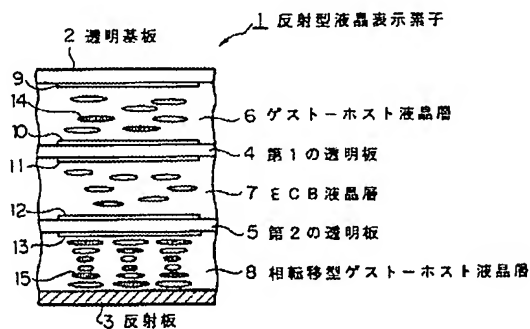 1 反射型液晶表示素子
2 透明基板
9
14
6 ゲストーホスト液晶層
10
4 第1の透明板
11
7 ECB液晶層
12
5 第2の透明板
13
15
8 相転移型ゲストーホスト液晶層
3 反射板